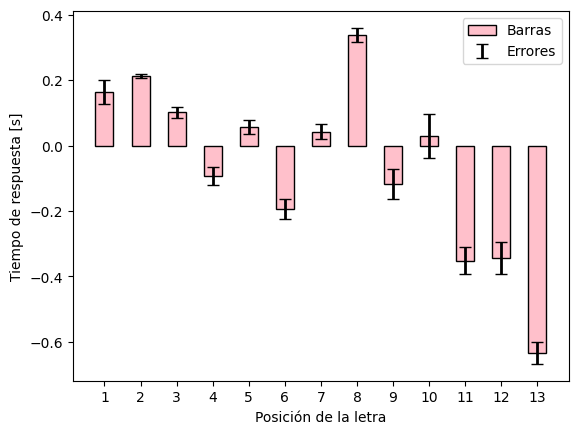 0.4
0.2
0.0
−0.2
−0.4
−0.6
Tiempo de respuesta [s]
Barras
Errores
1 2 3 4 5 6 7 8 9 10 11 12 13
Posición de la letra